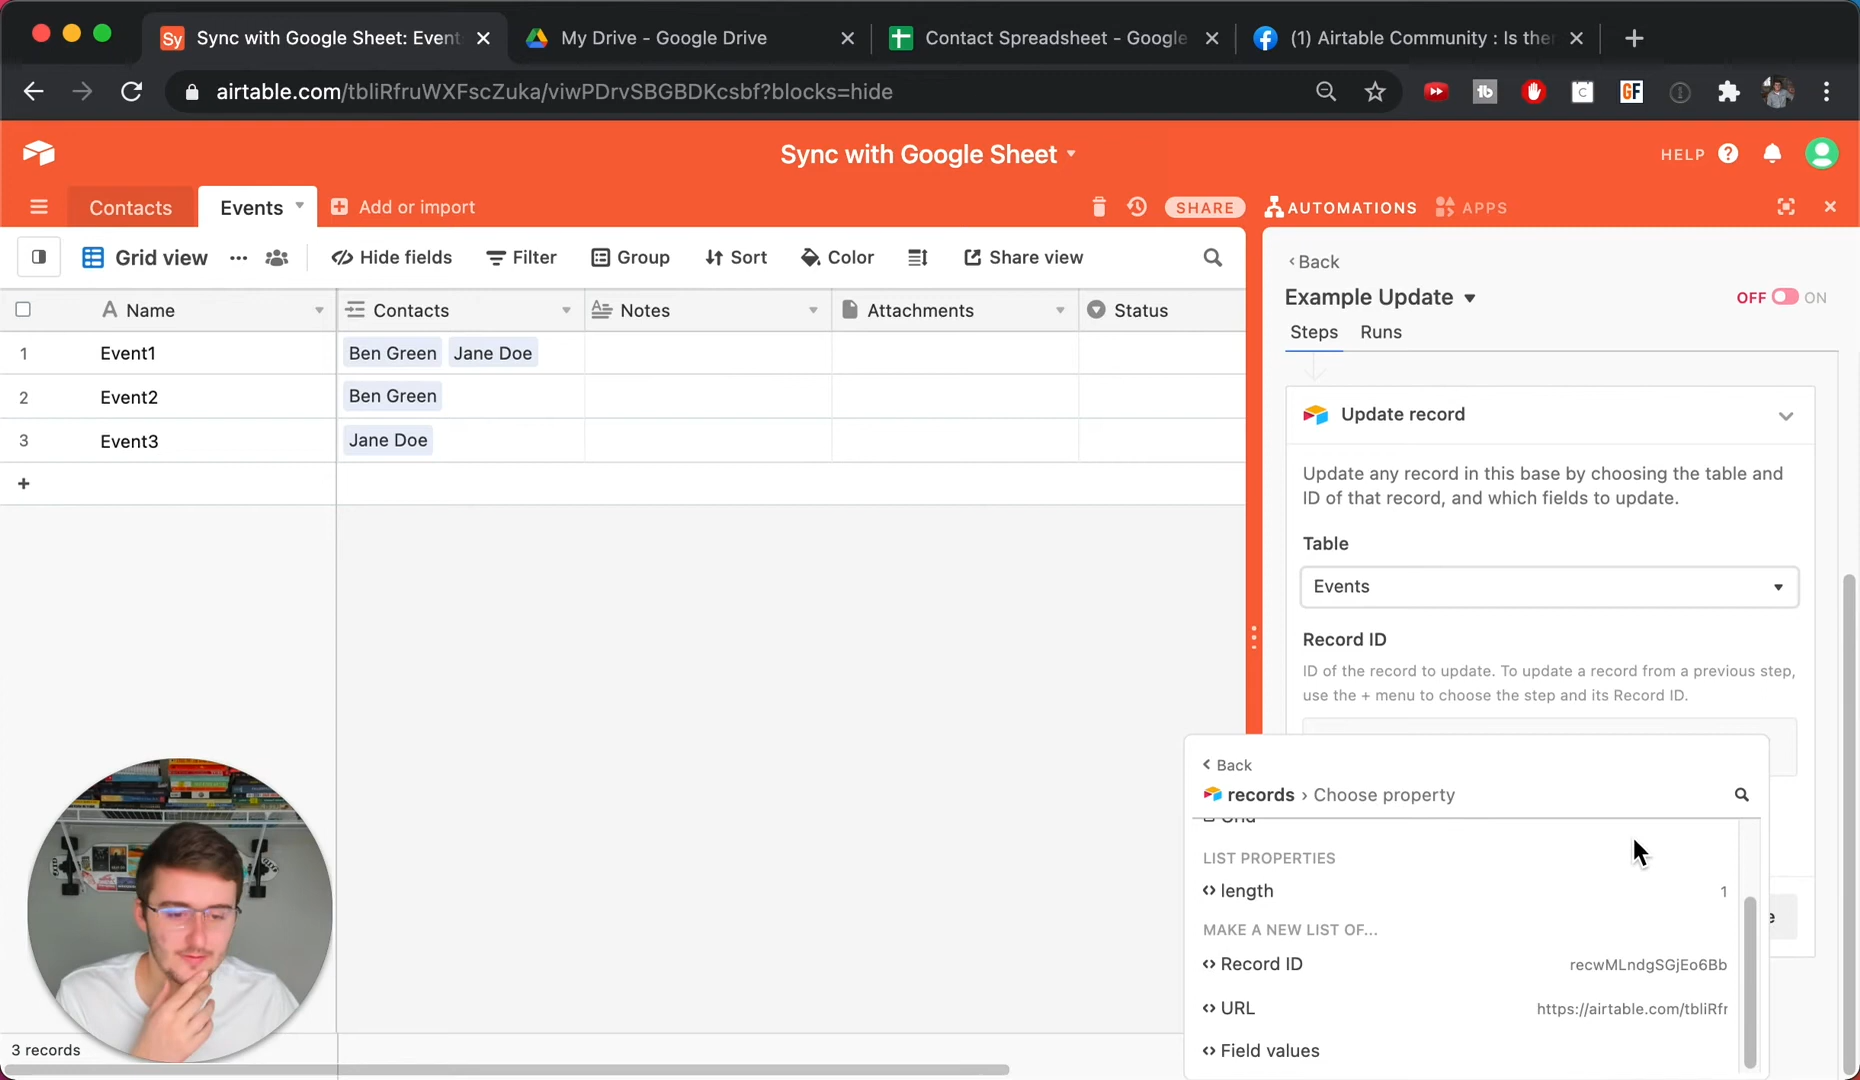 Sy Sync with Google Sheet: Event
My Drive - Google Drive
Contact Spreadsheet - Google
(1) Airtable Community : Is ther
airtable.com/tbliRfruWXFscZuka/viwPDrvSBGBDKcsbf?blocks=hide
tb
C
GF
Sync with Google Sheet
HELP ?
Contacts
Events
Add or import
SHARE
AUTOMATIONS
APPS
Grid view
Hide fields
Filter
Group
Sort
Color
Share view
Name
Contacts
Notes
Attachments
Status
1 Event1 Ben Green Jane Doe
2 Event2 Ben Green
3 Event3 Jane Doe
+
3 records
Back
Example Update
OFF ON
Steps Runs
Update record
Update any record in this base by choosing the table and
ID of that record, and which fields to update.
Table
Events
Record ID
ID of the record to update. To update a record from a previous step,
use the + menu to choose the step and its Record ID.
Back
records › Choose property
LIST PROPERTIES
length 1
MAKE A NEW LIST OF...
Record ID recwMLndgSGjEo6Bb
URL https://airtable.com/tbliRfr
Field values